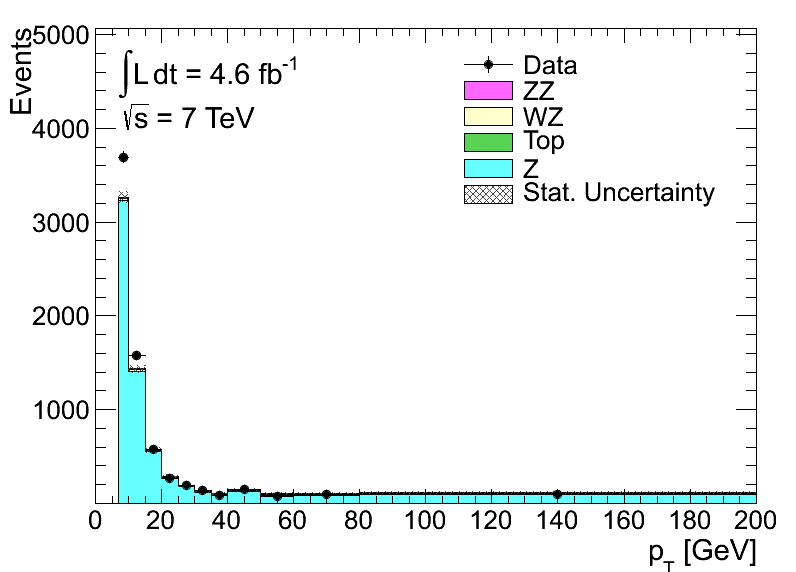 Events
5000
4000
3000
2000
1000
∫L dt = 4.6 fb⁻¹
√s = 7 TeV
Data
ZZ
WZ
Top
Z
Stat. Uncertainty
0 20 40 60 80 100 120 140 160 180 200
p_T [GeV]